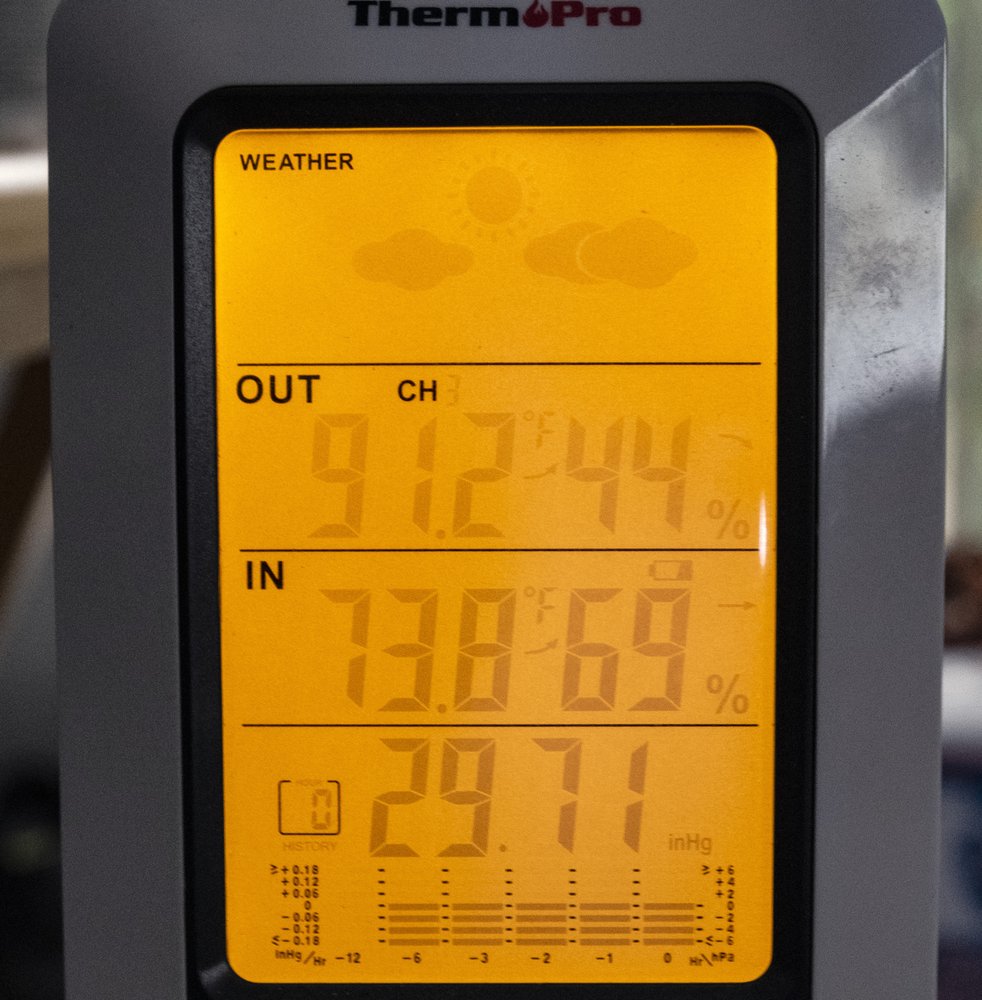 ThermoPro
WEATHER
OUT CH 3
91.2 °F 44 %
IN
73.8 °F 69 %
29.71 inHg
HOUR
0
HISTORY
≥+0.18 ≥+6
+0.12 +4
+0.06 +2
0 0
-0.06 -2
-0.12 -4
≤-0.18 ≤-6
inHg/Hr -12 -6 -3 -2 -1 0 Hr\hPa